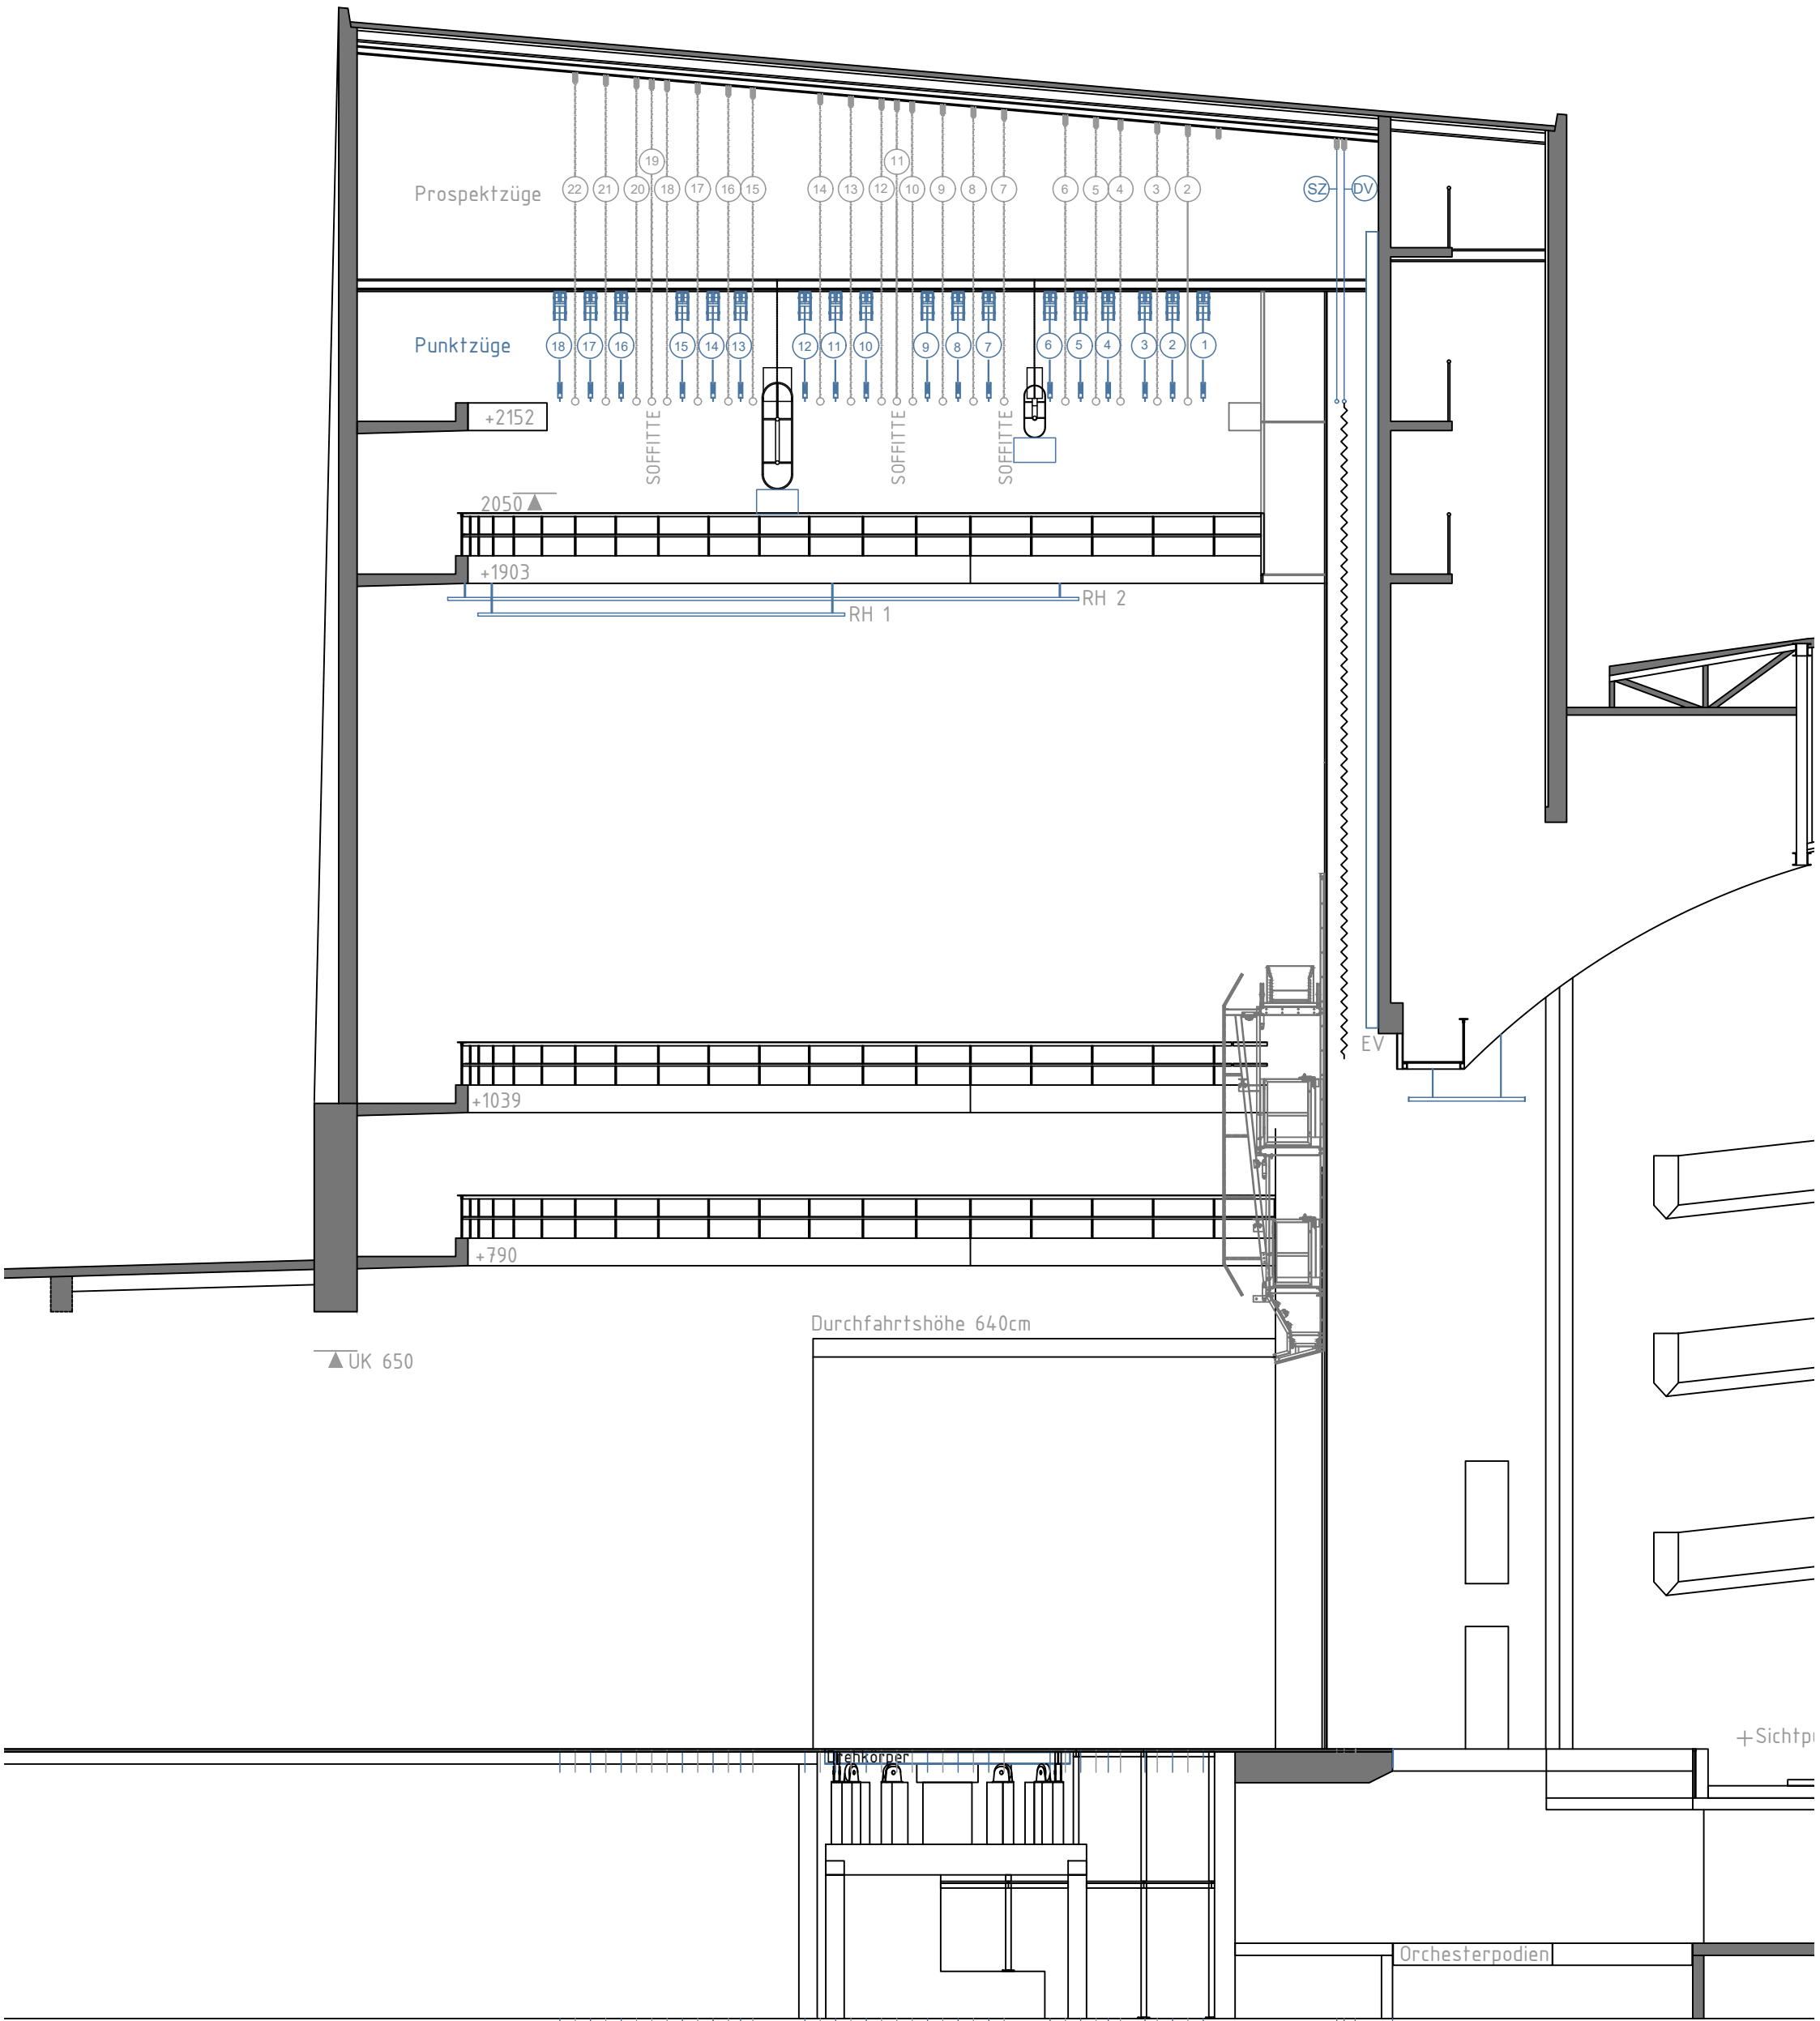 19
11
22
21
20
18
17
16
15
14
13
12
10
9
8
7
6
5
4
3
2
SZ
DV
Prospektzüge
Punktzüge
18
17
16
15
14
13
12
11
10
9
8
7
6
5
4
3
2
1
+2152
SOFFITTE
SOFFITTE
SOFFITTE
2050
+1903
RH 2
RH 1
EV
+1039
+790
Durchfahrtshöhe 640cm
UK 650
+Sichtp
Drehkörper
Orchesterpodien